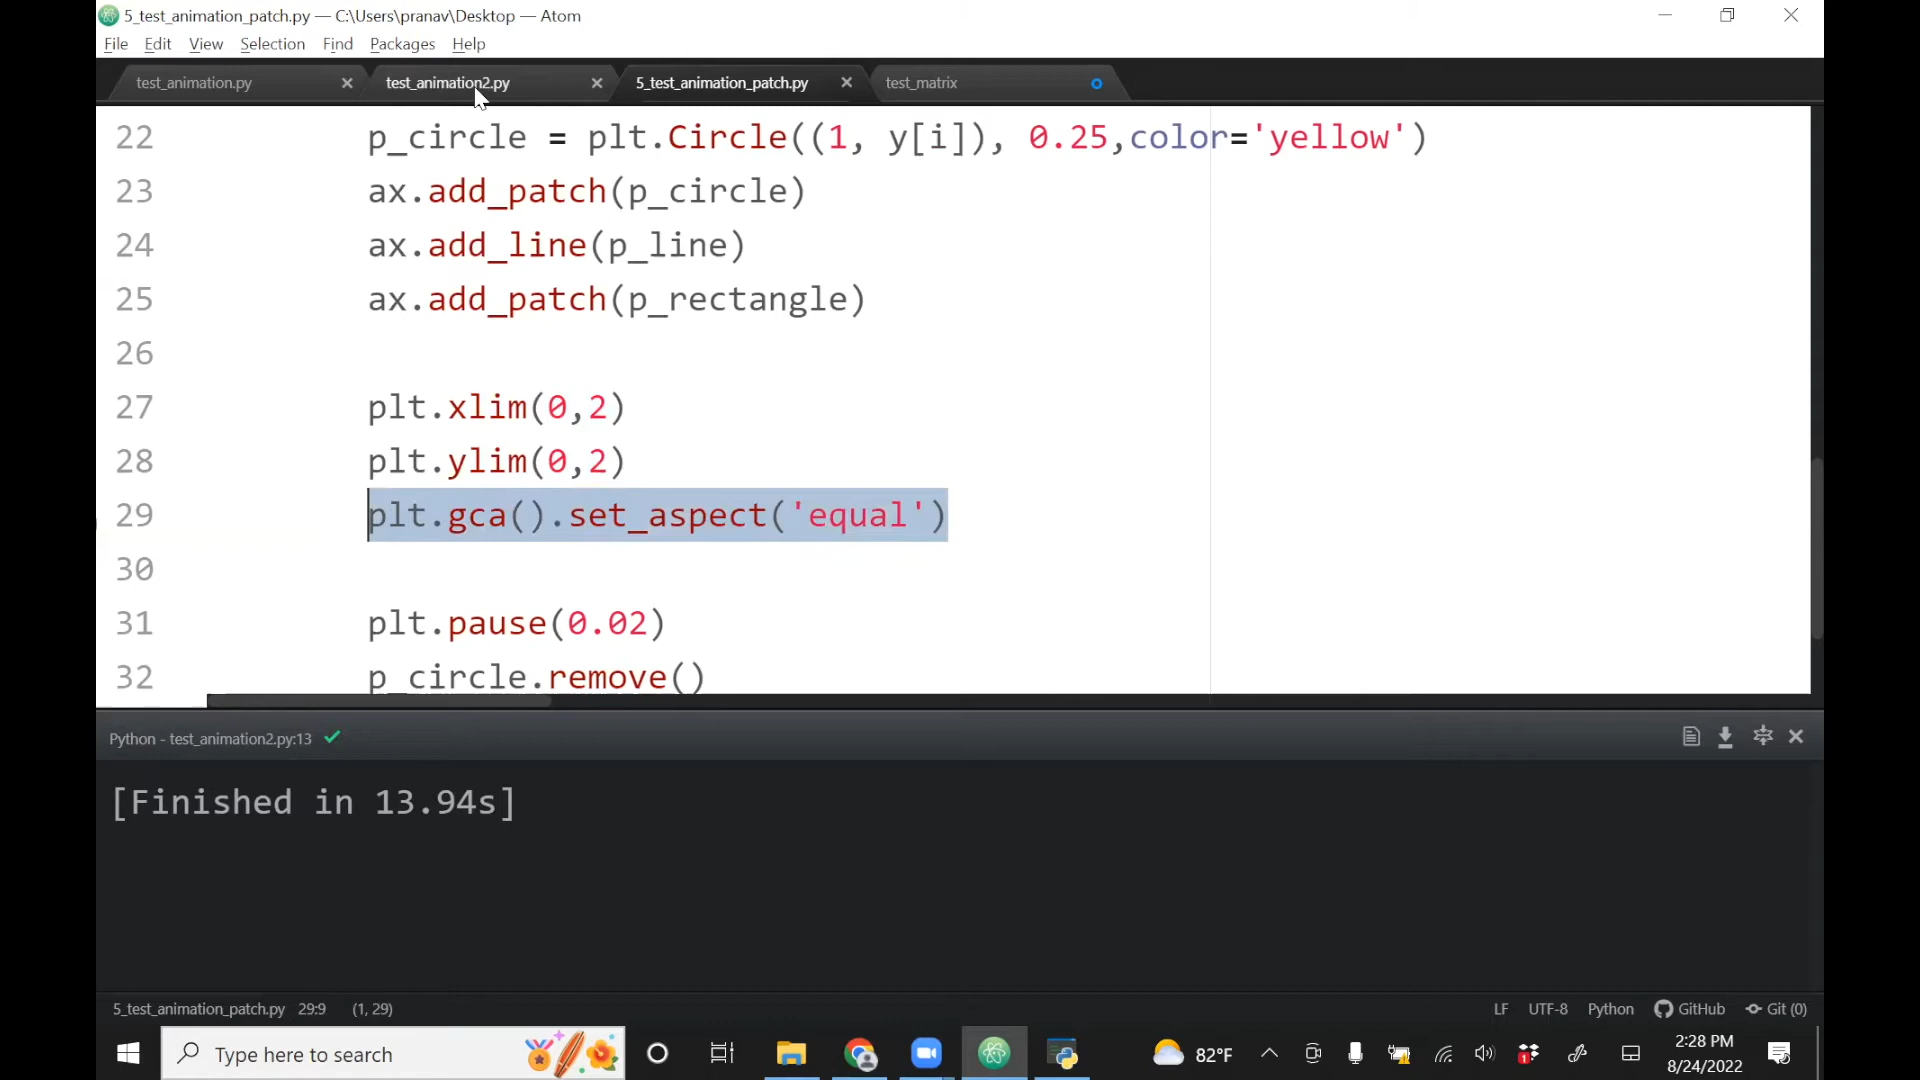 5_test_animation_patch.py — C:\Users\pranav\Desktop — Atom
File Edit View Selection Find Packages Help
test_animation.py test_animation2.py 5_test_animation_patch.py test_matrix
22 p_circle = plt.Circle((1, y[i]), 0.25,color='yellow')
23 ax.add_patch(p_circle)
24 ax.add_line(p_line)
25 ax.add_patch(p_rectangle)
26
27 plt.xlim(0,2)
28 plt.ylim(0,2)
29 plt.gca().set_aspect('equal')
30
31 plt.pause(0.02)
32 p_circle.remove()
Python - test_animation2.py:13
[Finished in 13.94s]
5_test_animation_patch.py 29:9 (1, 29) LF UTF-8 Python GitHub Git (0)
Type here to search 82°F 1 2:28 PM
8/24/2022